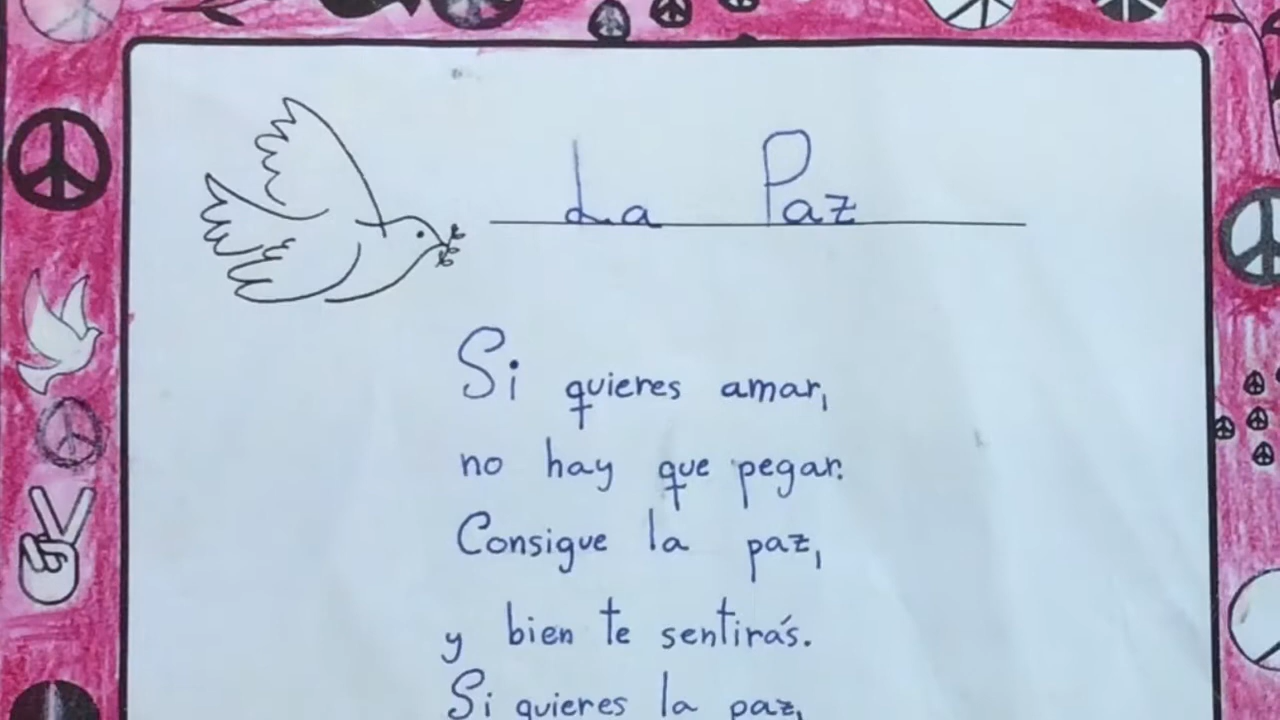 La Paz
Si quieres amar,
no hay que pegar.
Consigue la paz,
y bien te sentirás.
Si quieres la paz,